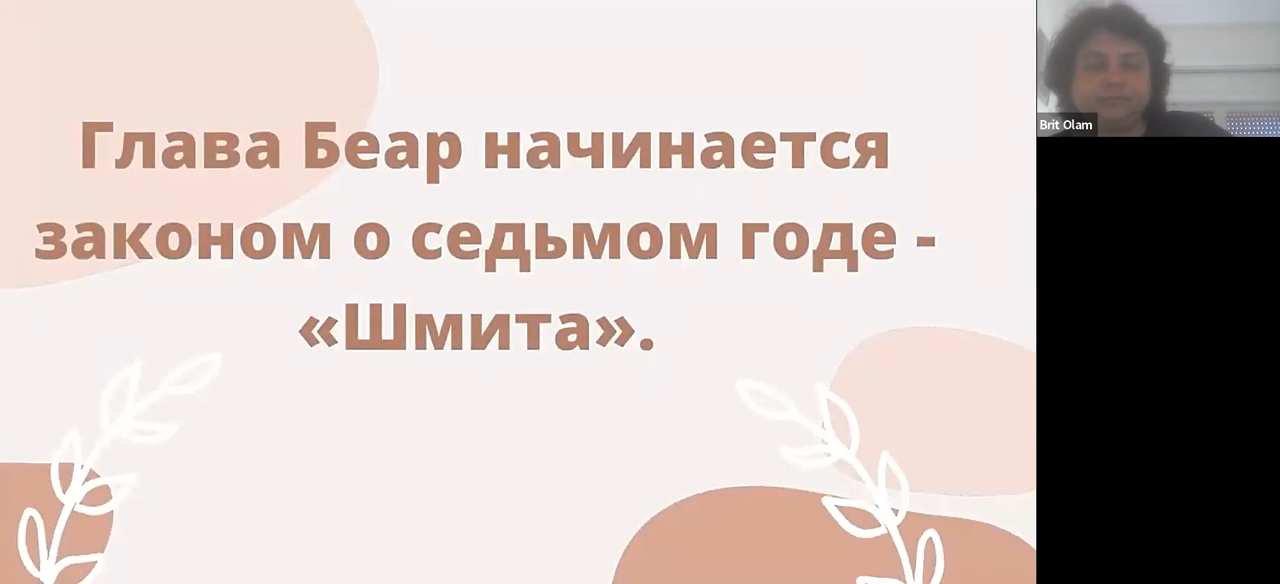 Глава Беар начинается
законом о седьмом годе -
«Шмита».
Brit Olam